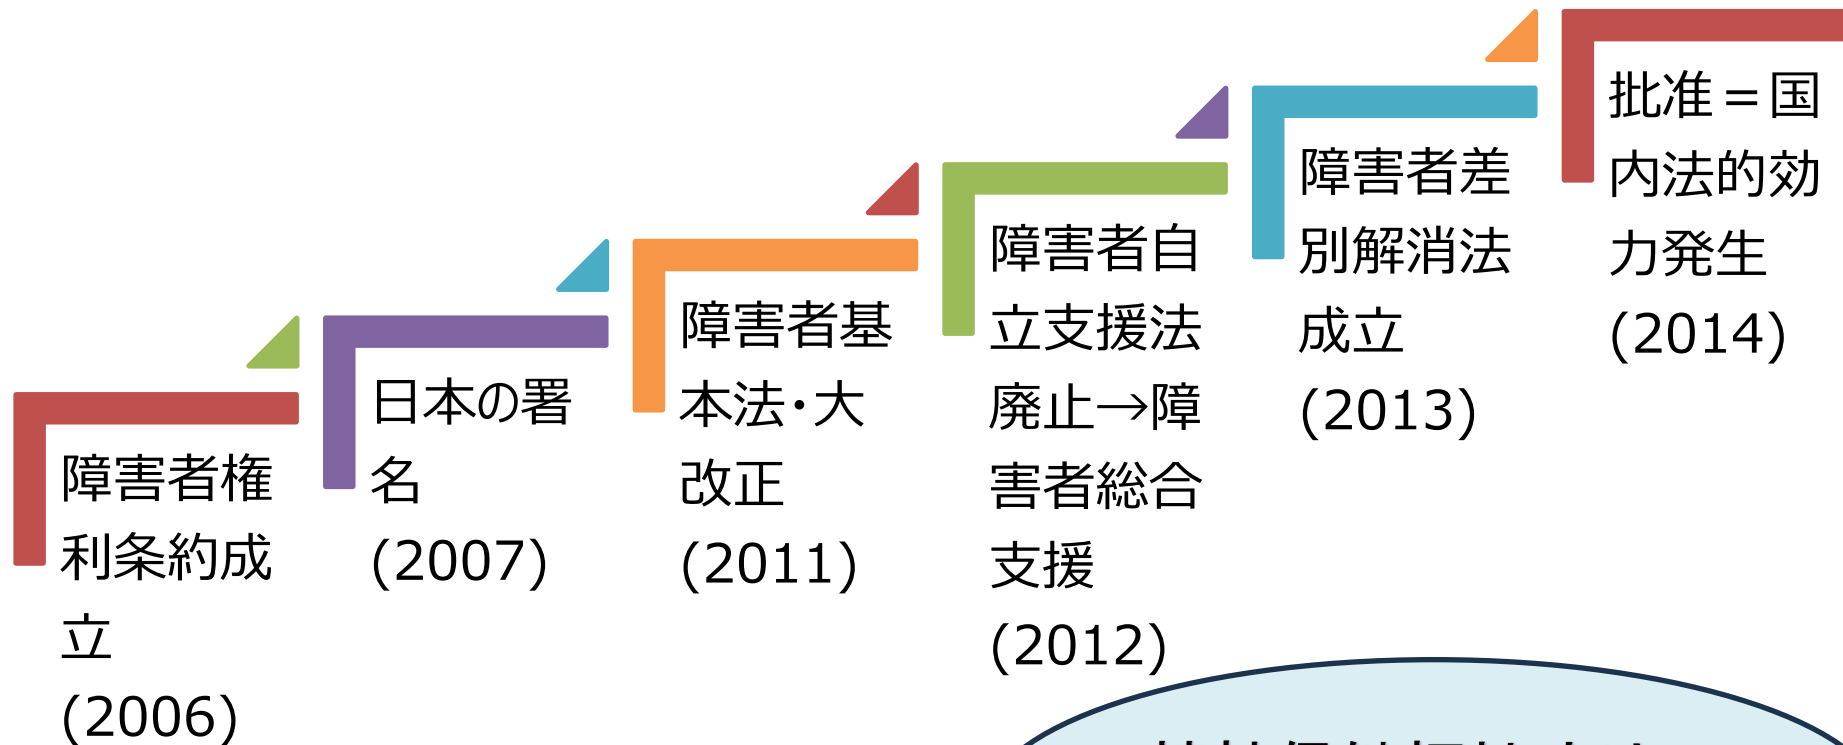 障害者権
利条約成
立
(2006)
日本の署
名
(2007)
障害者基
本法・大
改正
(2011)
障害者自
立支援法
廃止→障
害者総合
支援
(2012)
障害者差
別解消法
成立
(2013)
批准＝国
内法的効
力発生
(2014)